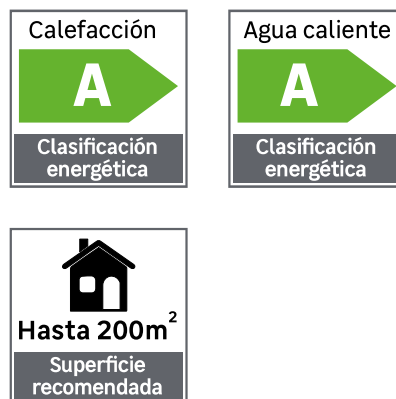 Calefacción
A
Clasificación
energética
Agua caliente
A
Clasificación
energética
Hasta 200m²
Superficie
recomendada